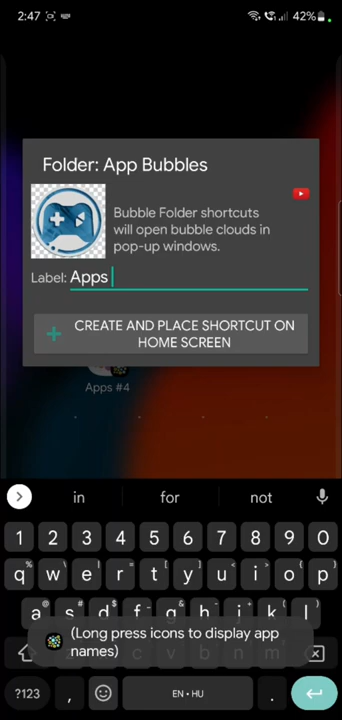 2:47
42%
Folder: App Bubbles
Bubble Folder shortcuts
will open bubble clouds in
pop-up windows.
Label: Apps
+ CREATE AND PLACE SHORTCUT ON
HOME SCREEN
Apps #4
in for not
1 2 3 4 5 6 7 8 9 0
q w e r t y u i o p
a s d f g h j k l
(Long press icons to display app
names)
?123 , EN • HU .